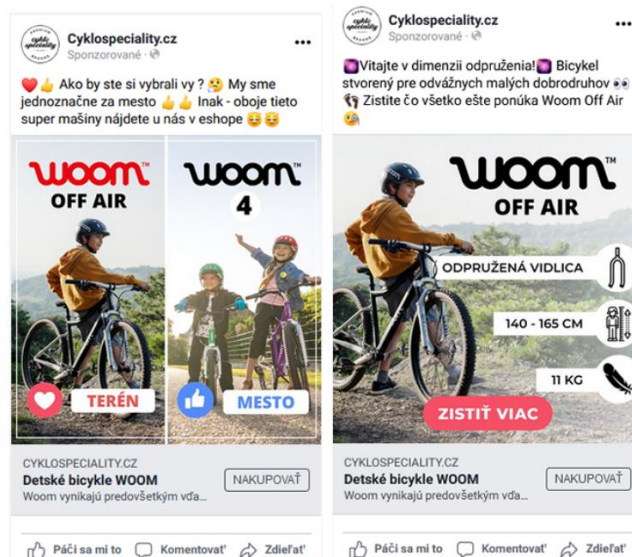 Cyklospeciality.cz
Sponzorované ·
❤️👍 Ako by ste si vybrali vy ? 🤔 My sme
jednoznačne za mesto 👍👍 Inak - oboje tieto
super mašiny nájdete u nás v eshope 😄😄
woom™
OFF AIR
TERÉN
woom™
4
MESTO
CYKLOSPECIALITY.CZ
Detské bicykle WOOM
Woom vynikajú predovšetkým vďa...
NAKUPOVAŤ
Páči sa mi to
Komentovať
Zdieľať
Cyklospeciality.cz
Sponzorované ·
Vitajte v dimenzii odpruženia! Bicykel
stvorený pre odvážnych malých dobrodruhov 👀
👣 Zistite čo všetko ešte ponúka Woom Off Air
🧐
woom™
OFF AIR
ODPRUŽENÁ VIDLICA
140 - 165 CM
11 KG
ZISTIŤ VIAC
CYKLOSPECIALITY.CZ
Detské bicykle WOOM
Woom vynikajú predovšetkým vďa...
NAKUPOVAŤ
Páči sa mi to
Komentovať
Zdieľať